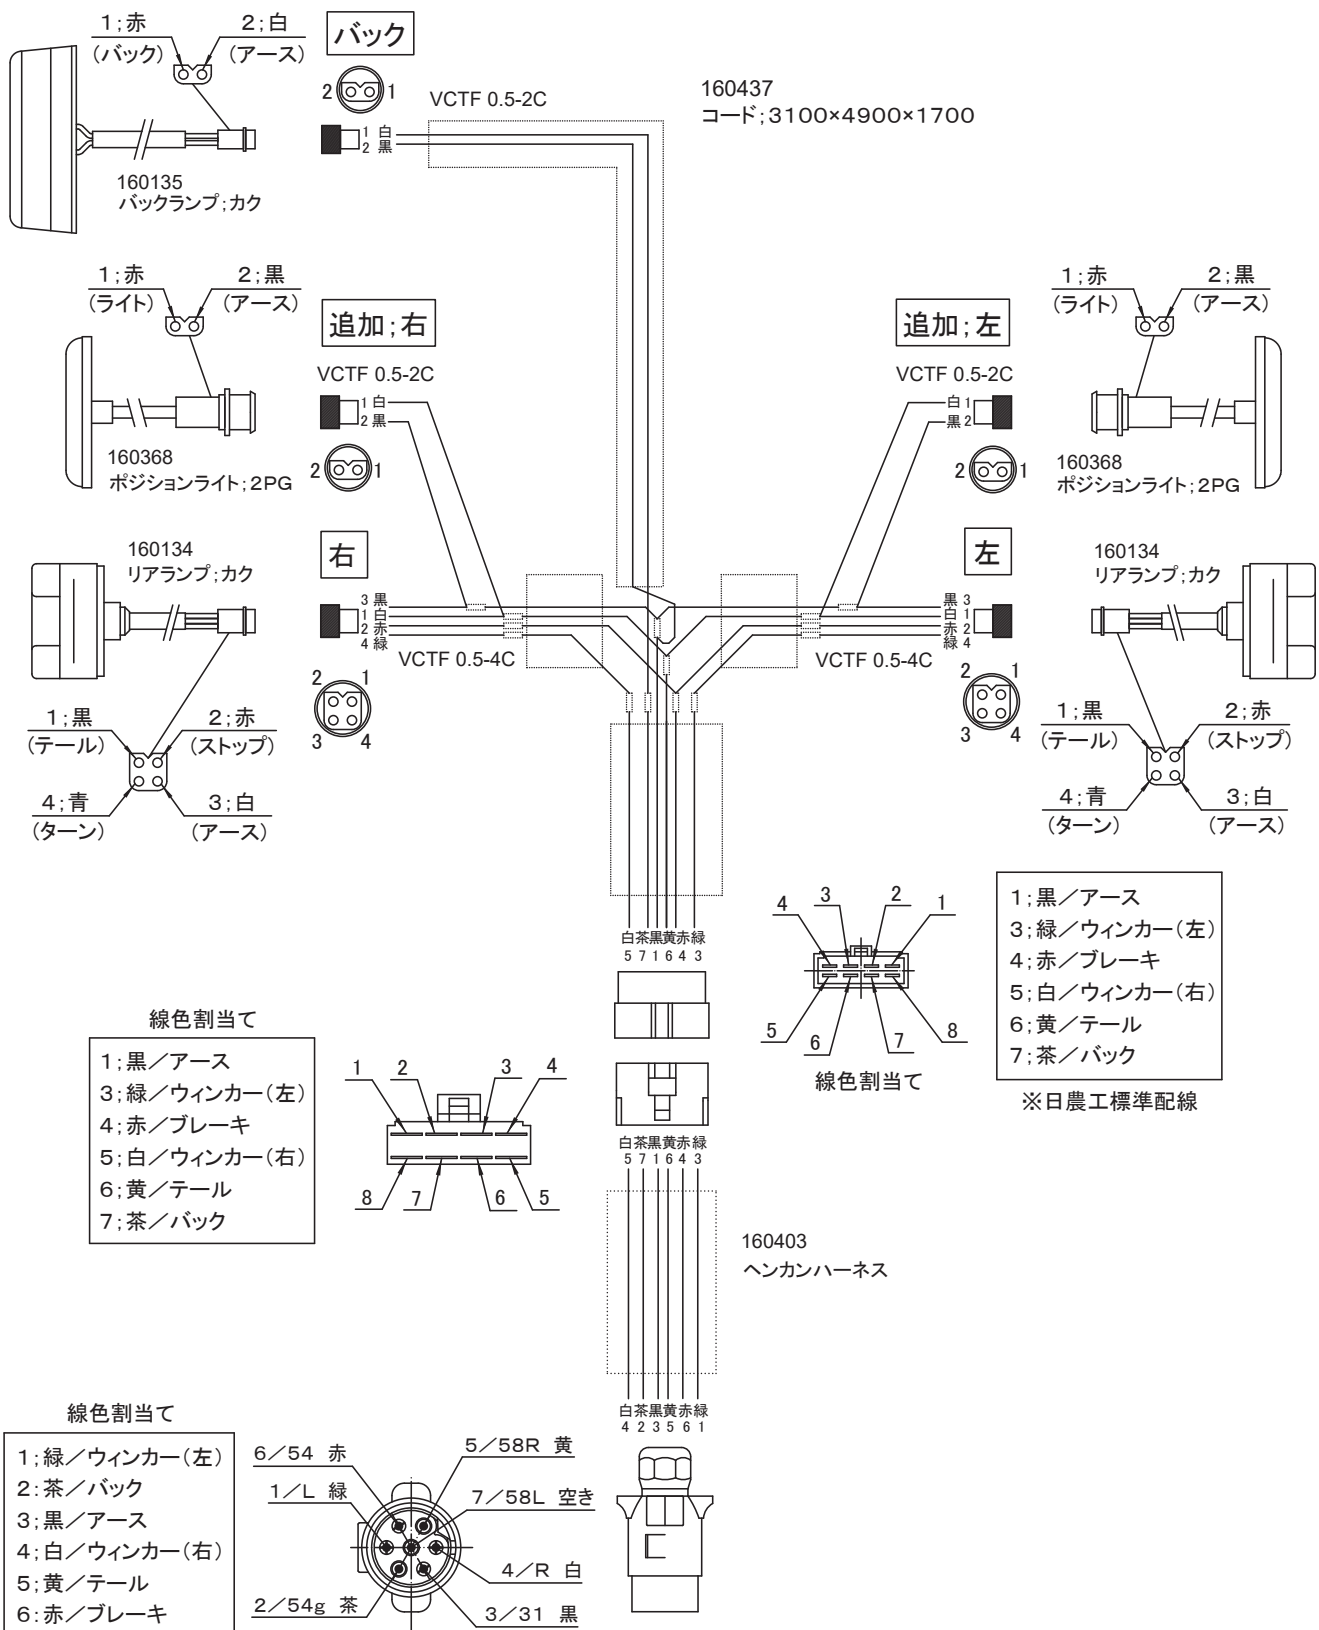 1；赤
(バック)
2；白
(アース)
バック
2
1
VCTF 0.5-2C
160437
コード；3100×4900×1700
1 白
2 黒
160135
バックランプ；カク
1；赤
(ライト)
2；黒
(アース)
追加；右
VCTF 0.5-2C
1 白
2 黒
2
1
160368
ポジションライト；2PG
追加；左
VCTF 0.5-2C
白 1
黒 2
2
1
1；赤
(ライト)
2；黒
(アース)
160368
ポジションライト；2PG
160134
リアランプ；カク
右
3 黒
1 白
2 赤
4 緑
VCTF 0.5-4C
2
1
3
4
1；黒
(テール)
2；赤
(ストップ)
4；青
(ターン)
3；白
(アース)
左
黒 3
白 1
赤 2
緑 4
VCTF 0.5-4C
2
1
3
4
160134
リアランプ；カク
1；黒
(テール)
2；赤
(ストップ)
4；青
(ターン)
3；白
(アース)
白茶黒黄赤緑
5 7 1 6 4 3
4
3
2
1
5
6
7
8
線色割当て
1；黒／アース
3；緑／ウィンカー(左)
4；赤／ブレーキ
5；白／ウィンカー(右)
6；黄／テール
7；茶／バック
※日農工標準配線
線色割当て
1；黒／アース
3；緑／ウィンカー(左)
4；赤／ブレーキ
5；白／ウィンカー(右)
6；黄／テール
7；茶／バック
1
2
3
4
8
7
6
5
白茶黒黄赤緑
5 7 1 6 4 3
160403
ヘンカンハーネス
白茶黒黄赤緑
4 2 3 5 6 1
線色割当て
1；緑／ウィンカー(左)
2：茶／バック
3；黒／アース
4；白／ウィンカー(右)
5；黄／テール
6：赤／ブレーキ
6／54 赤
5／58R 黄
1／L 緑
7／58L 空き
4／R 白
2／54g 茶
3／31 黒